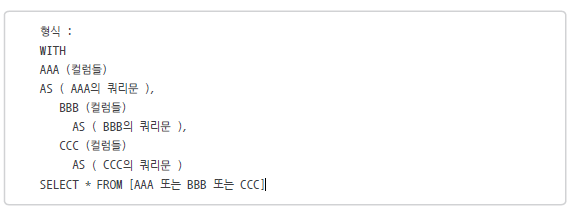 형식 :
WITH
AAA (컬럼들)
AS ( AAA의 쿼리문 ),
BBB (컬럼들)
AS ( BBB의 쿼리문 ),
CCC (컬럼들)
AS ( CCC의 쿼리문 )
SELECT * FROM [AAA 또는 BBB 또는 CCC]